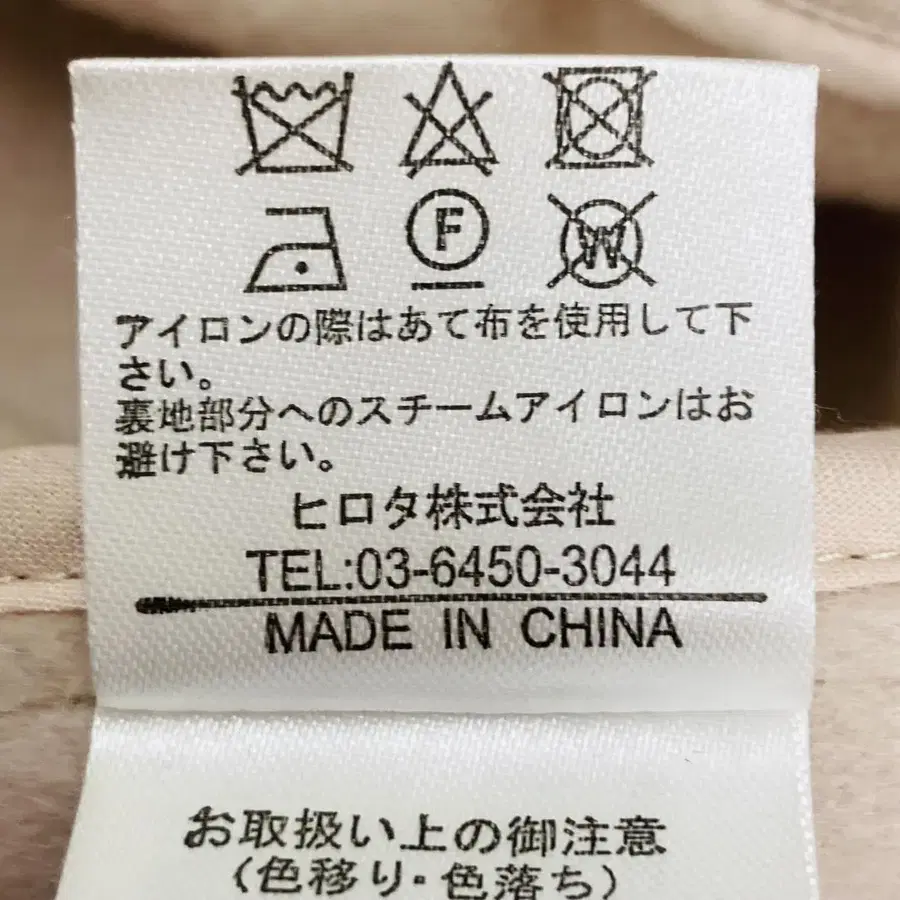 F W
アイロンの際はあて布を使用して下
さい。
裏地部分へのスチームアイロンはお
避け下さい。
ヒロタ株式会社
TEL:03-6450-3044
MADE IN CHINA
お取扱い上の御注意
(色移り・色落ち)